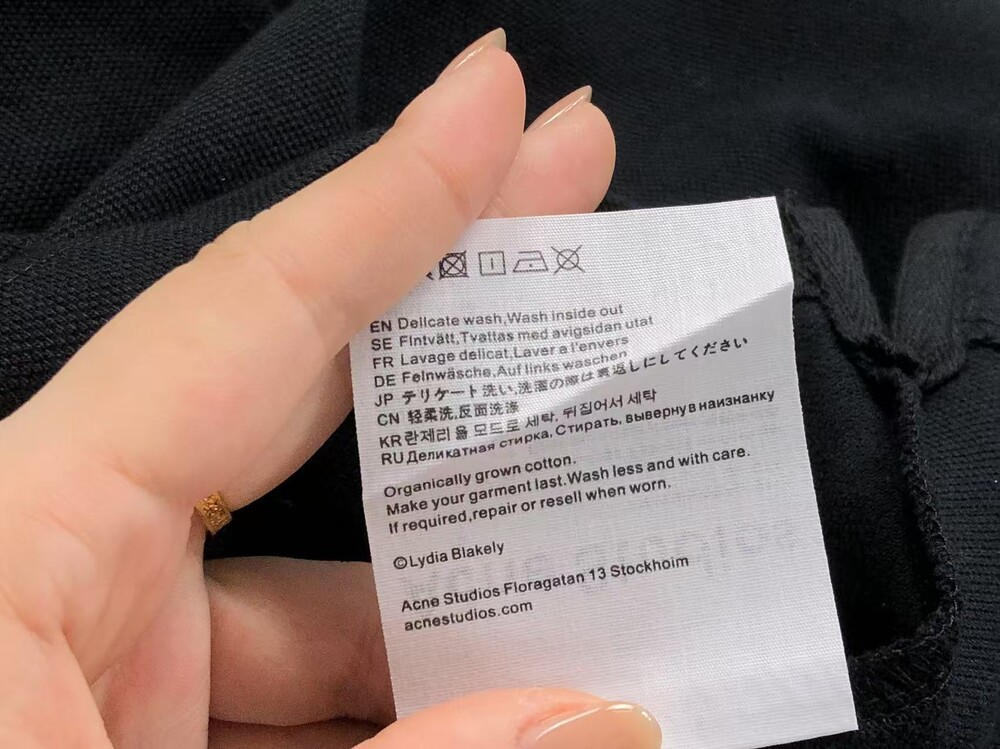 EN Dellcate wash,Wash inside out
SE Flntvätt,Tvattas med avigsidan utat
FR Lavage delicat,Laver a l'envers
DE Felnwäsche,Auf links waschen
JP テリケート洗い,洗濯の際は裏返しにしてください
CN 轻柔洗,反面洗涤
KR란제리 울 모드로 세탁, 뒤집어서 세탁
RUДеликатная стирка, Стирать, вывернув наизнанку
Organically grown cotton.
Make your garment last.Wash less and with care.
If required,repair or resell when worn.
©Lydia Blakely
Acne Studios Floragatan 13 Stockhoim
acnestudios.com